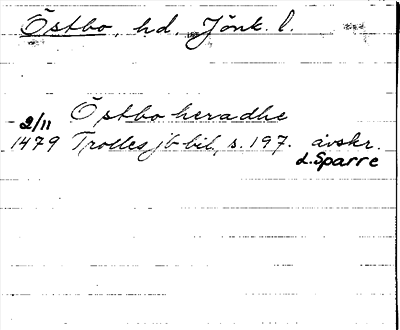 Östbo, hd, Jönk. l.
Östbo heradhe
2/11
1479 Trolles jb-bil, s. 197. avskr.
d. Sparre